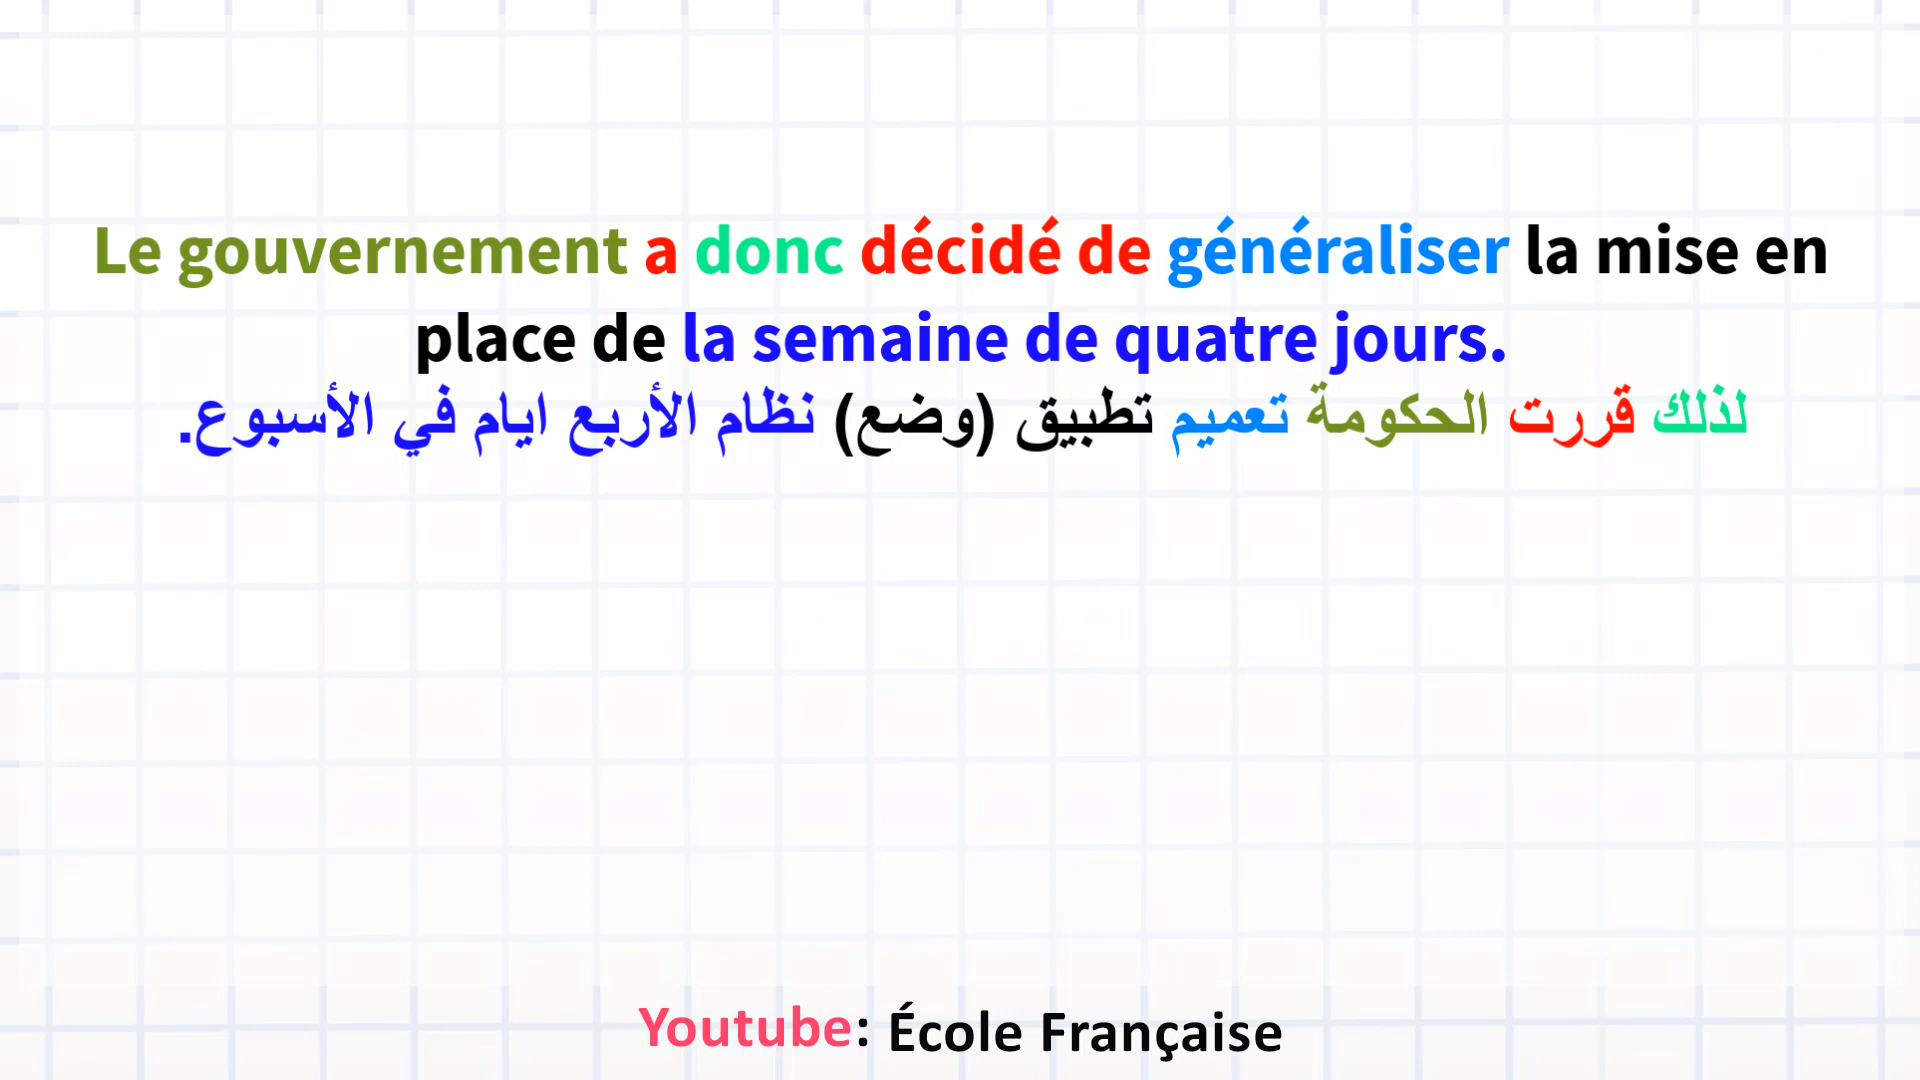 Le gouvernement a donc décidé de généraliser la mise en
place de la semaine de quatre jours.
لذلك قررت الحكومة تعميم تطبيق (وضع) نظام الأربع ايام في الأسبوع.
Youtube: École Française